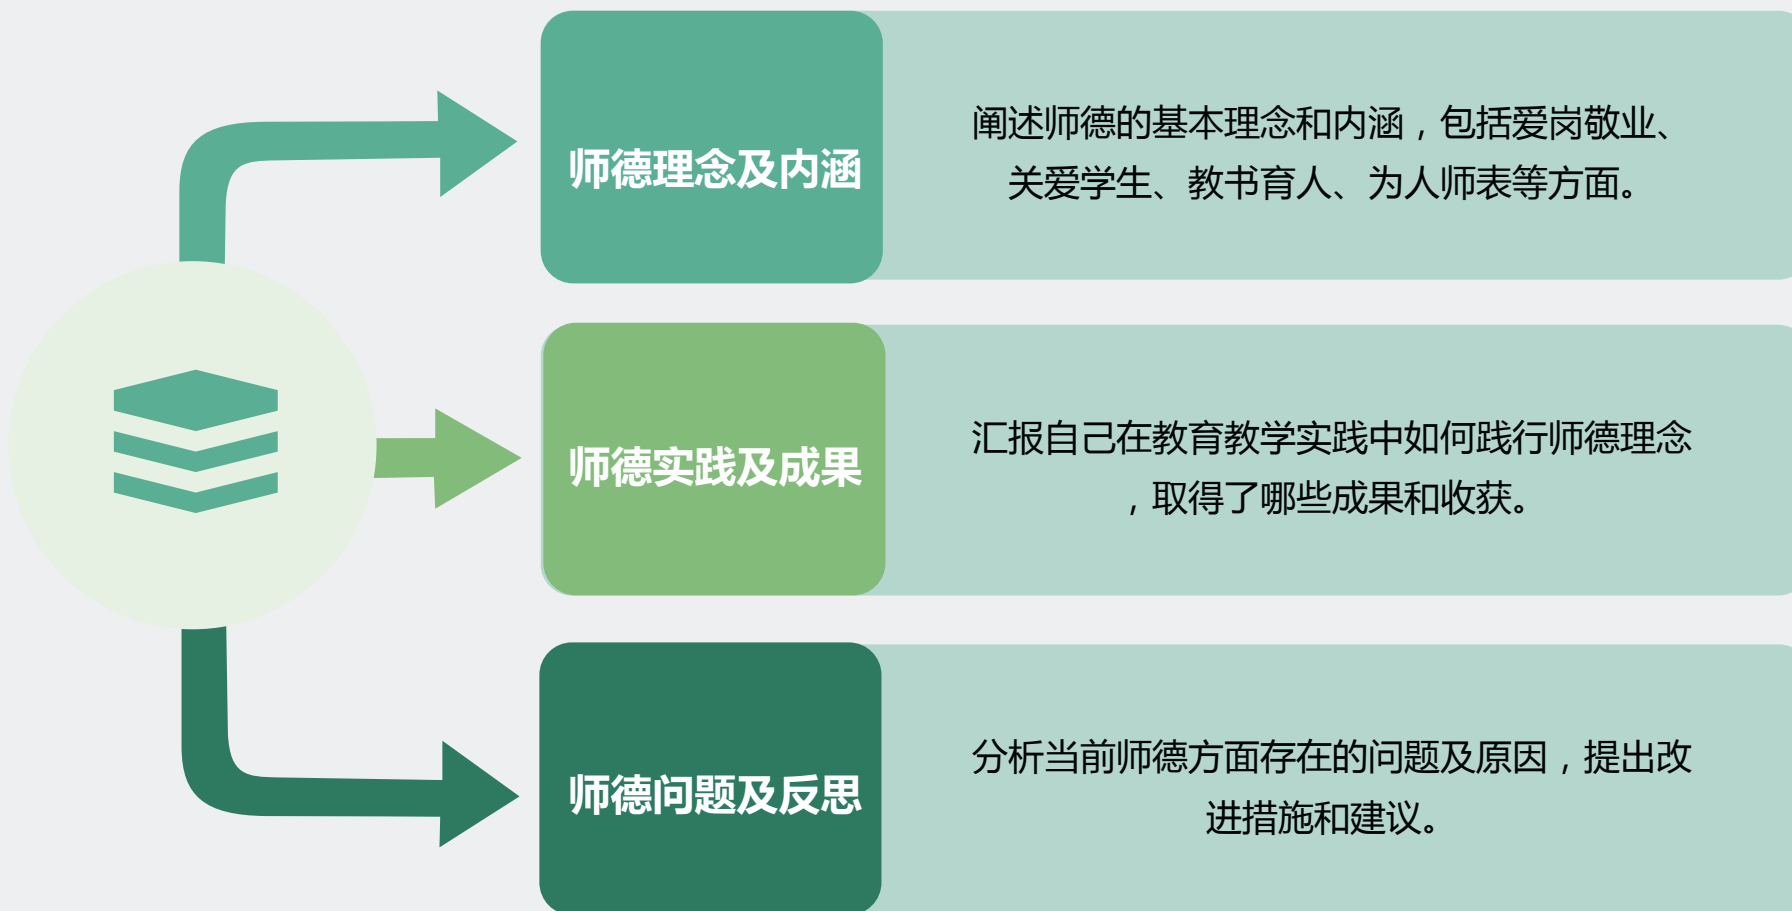 师德理念及内涵
阐述师德的基本理念和内涵，包括爱岗敬业、
关爱学生、教书育人、为人师表等方面。
师德实践及成果
汇报自己在教育教学实践中如何践行师德理念
，取得了哪些成果和收获。
师德问题及反思
分析当前师德方面存在的问题及原因，提出改
进措施和建议。